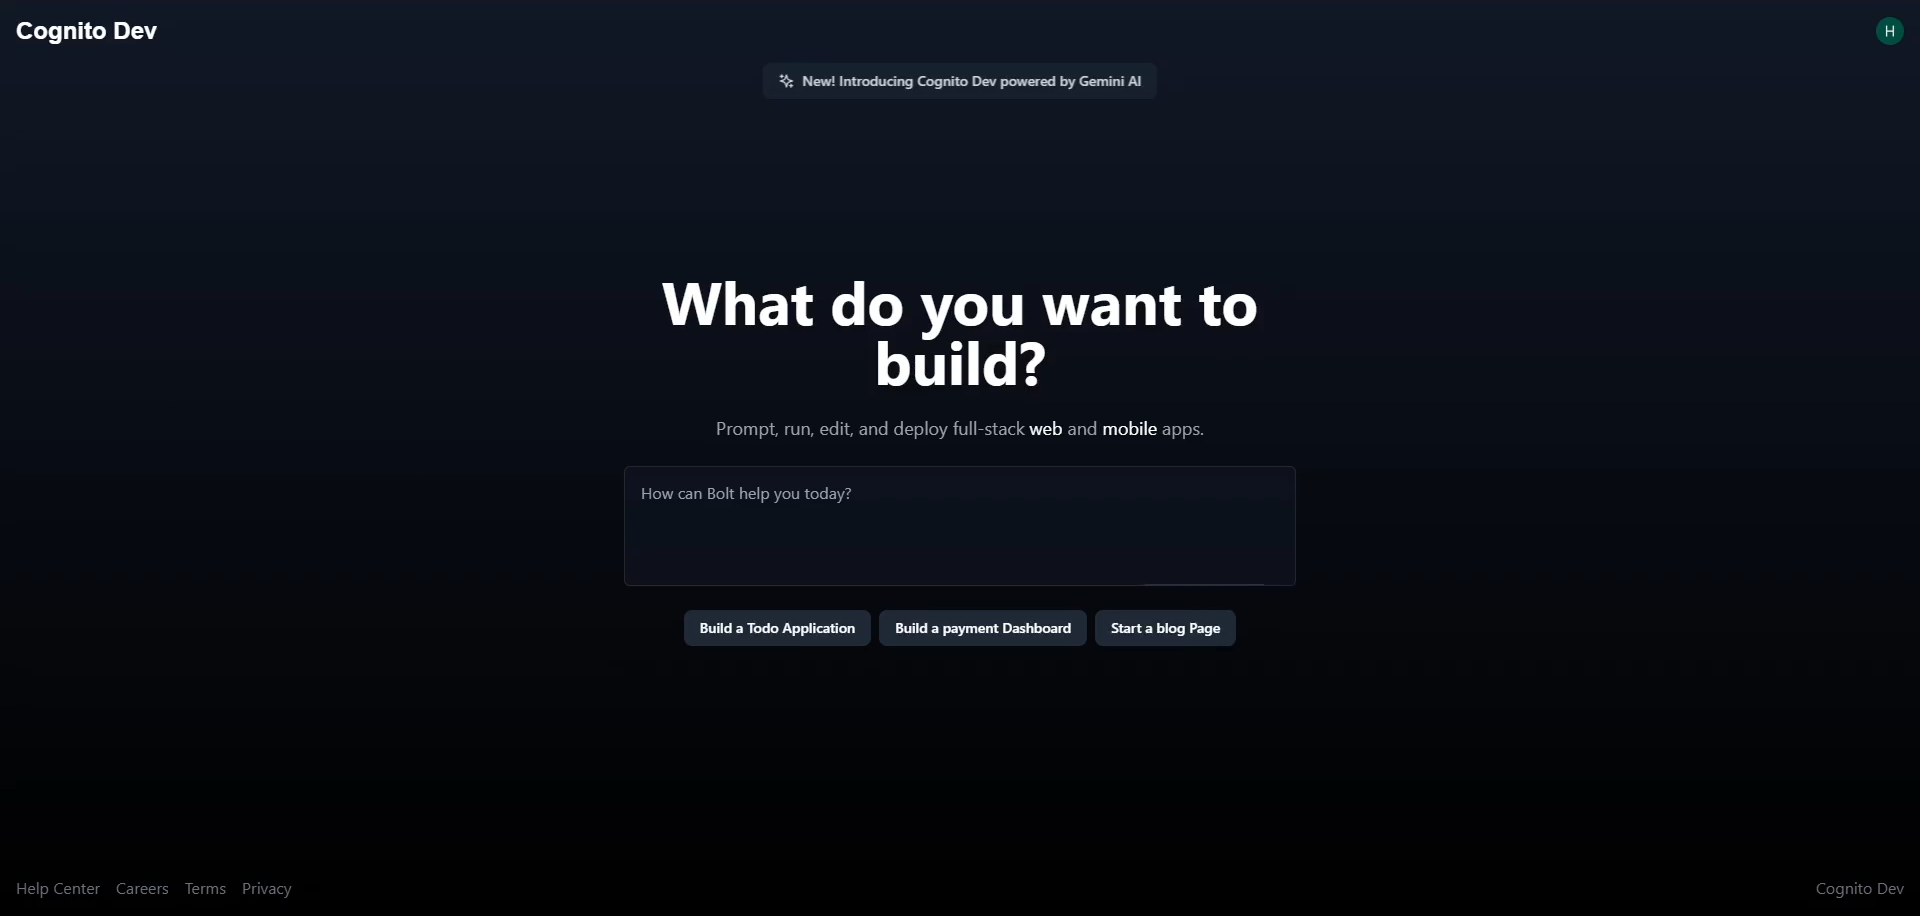 Cognito Dev
H
New! Introducing Cognito Dev powered by Gemini AI
What do you want to
build?
Prompt, run, edit, and deploy full-stack web and mobile apps.
How can Bolt help you today?
Build a Todo Application
Build a payment Dashboard
Start a blog Page
Help Center
Careers
Terms
Privacy
Cognito Dev